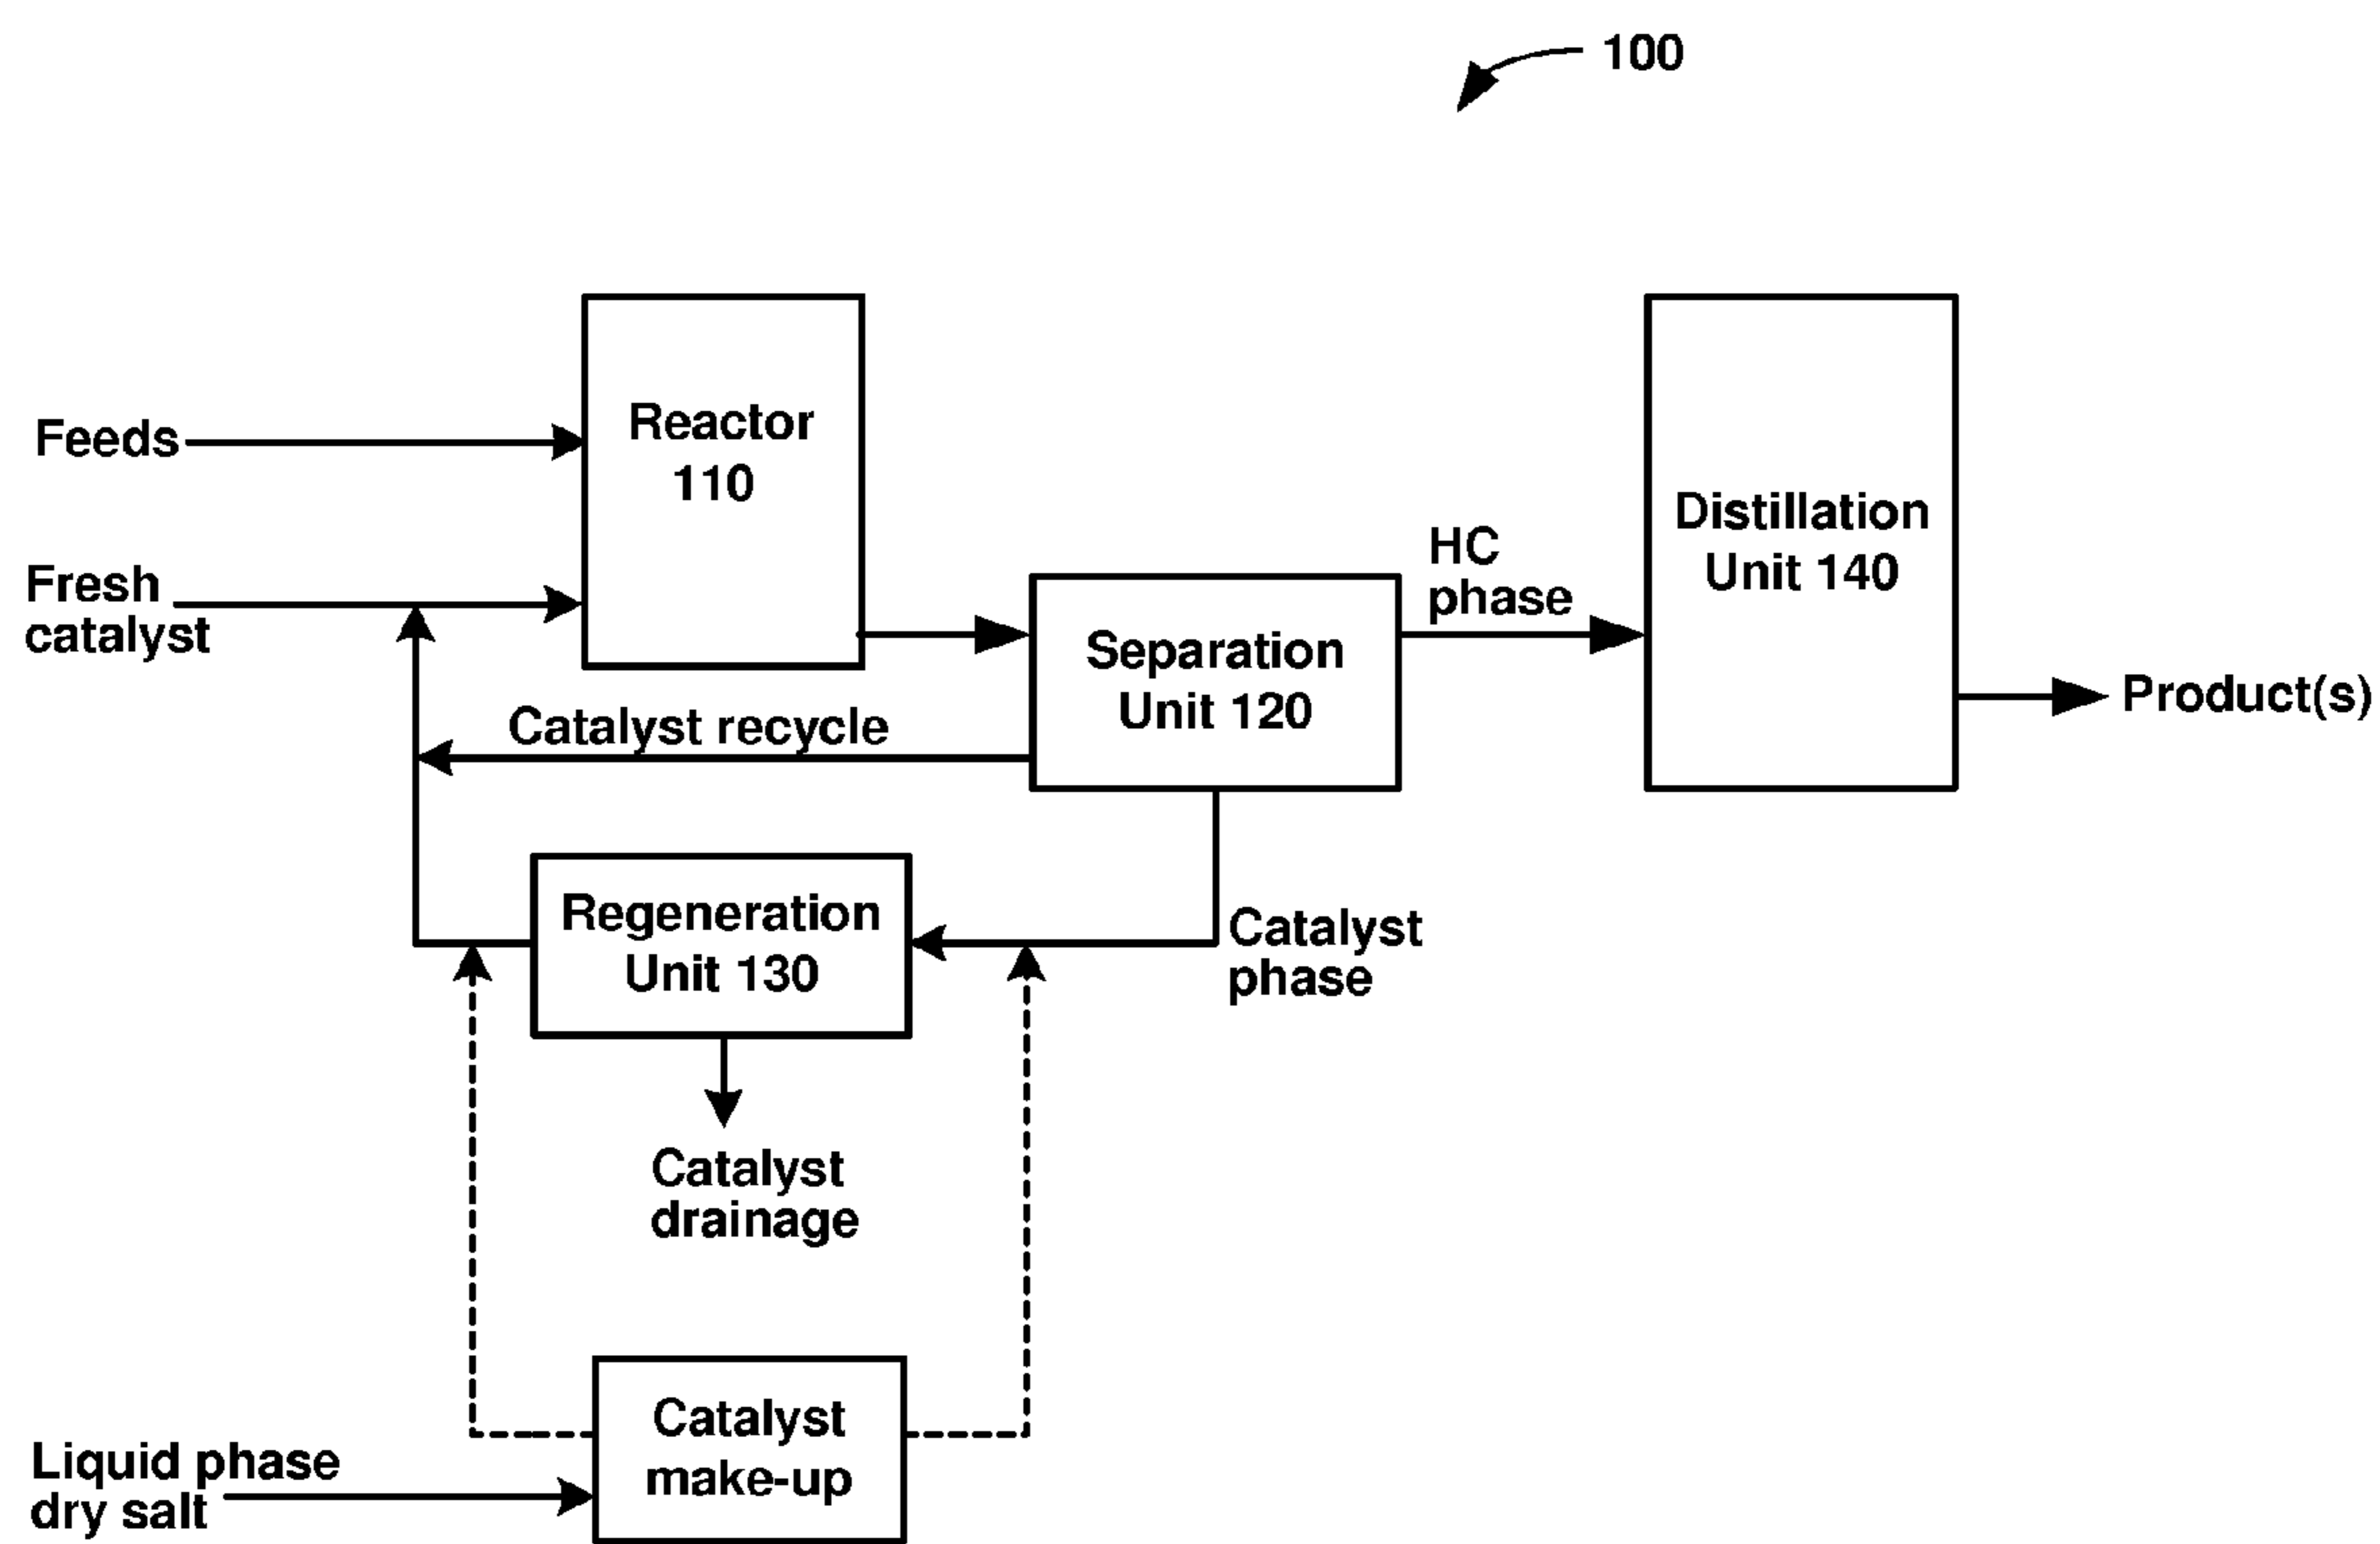 100
Feeds
Reactor
110
Fresh
catalyst
HC
phase
Distillation
Unit 140
Separation
Unit 120
Product(s)
Catalyst recycle
Regeneration
Unit 130
Catalyst
phase
Catalyst
drainage
Catalyst
make-up
Liquid phase
dry salt